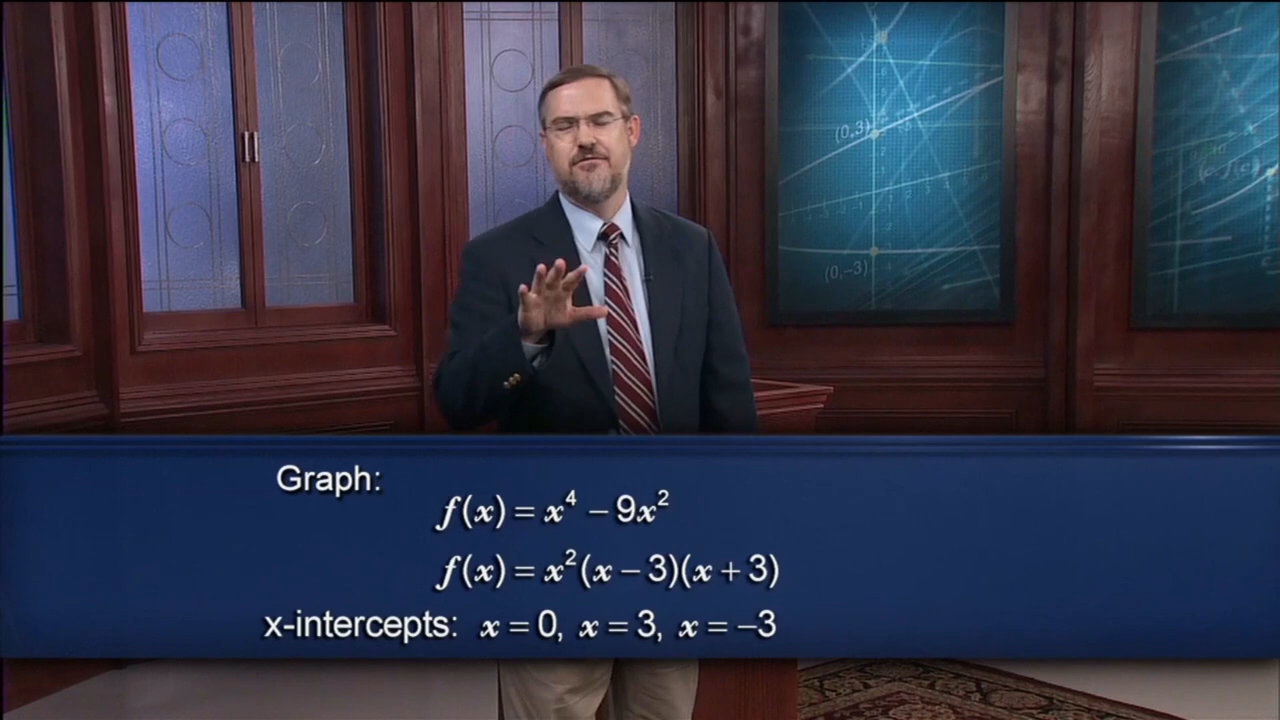 (0,3)
(0,−3)
Graph:
f(x) = x⁴ − 9x²
f(x) = x²(x − 3)(x + 3)
x-intercepts: x = 0, x = 3, x = −3